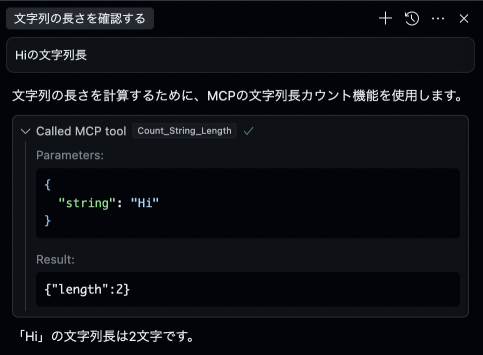 文字列の長さを確認する
Hiの文字列長
文字列の長さを計算するために、MCPの文字列長カウント機能を使用します。
Called MCP tool Count_String_Length
Parameters:
{
"string": "Hi"
}
Result:
{"length":2}
「Hi」の文字列長は2文字です。